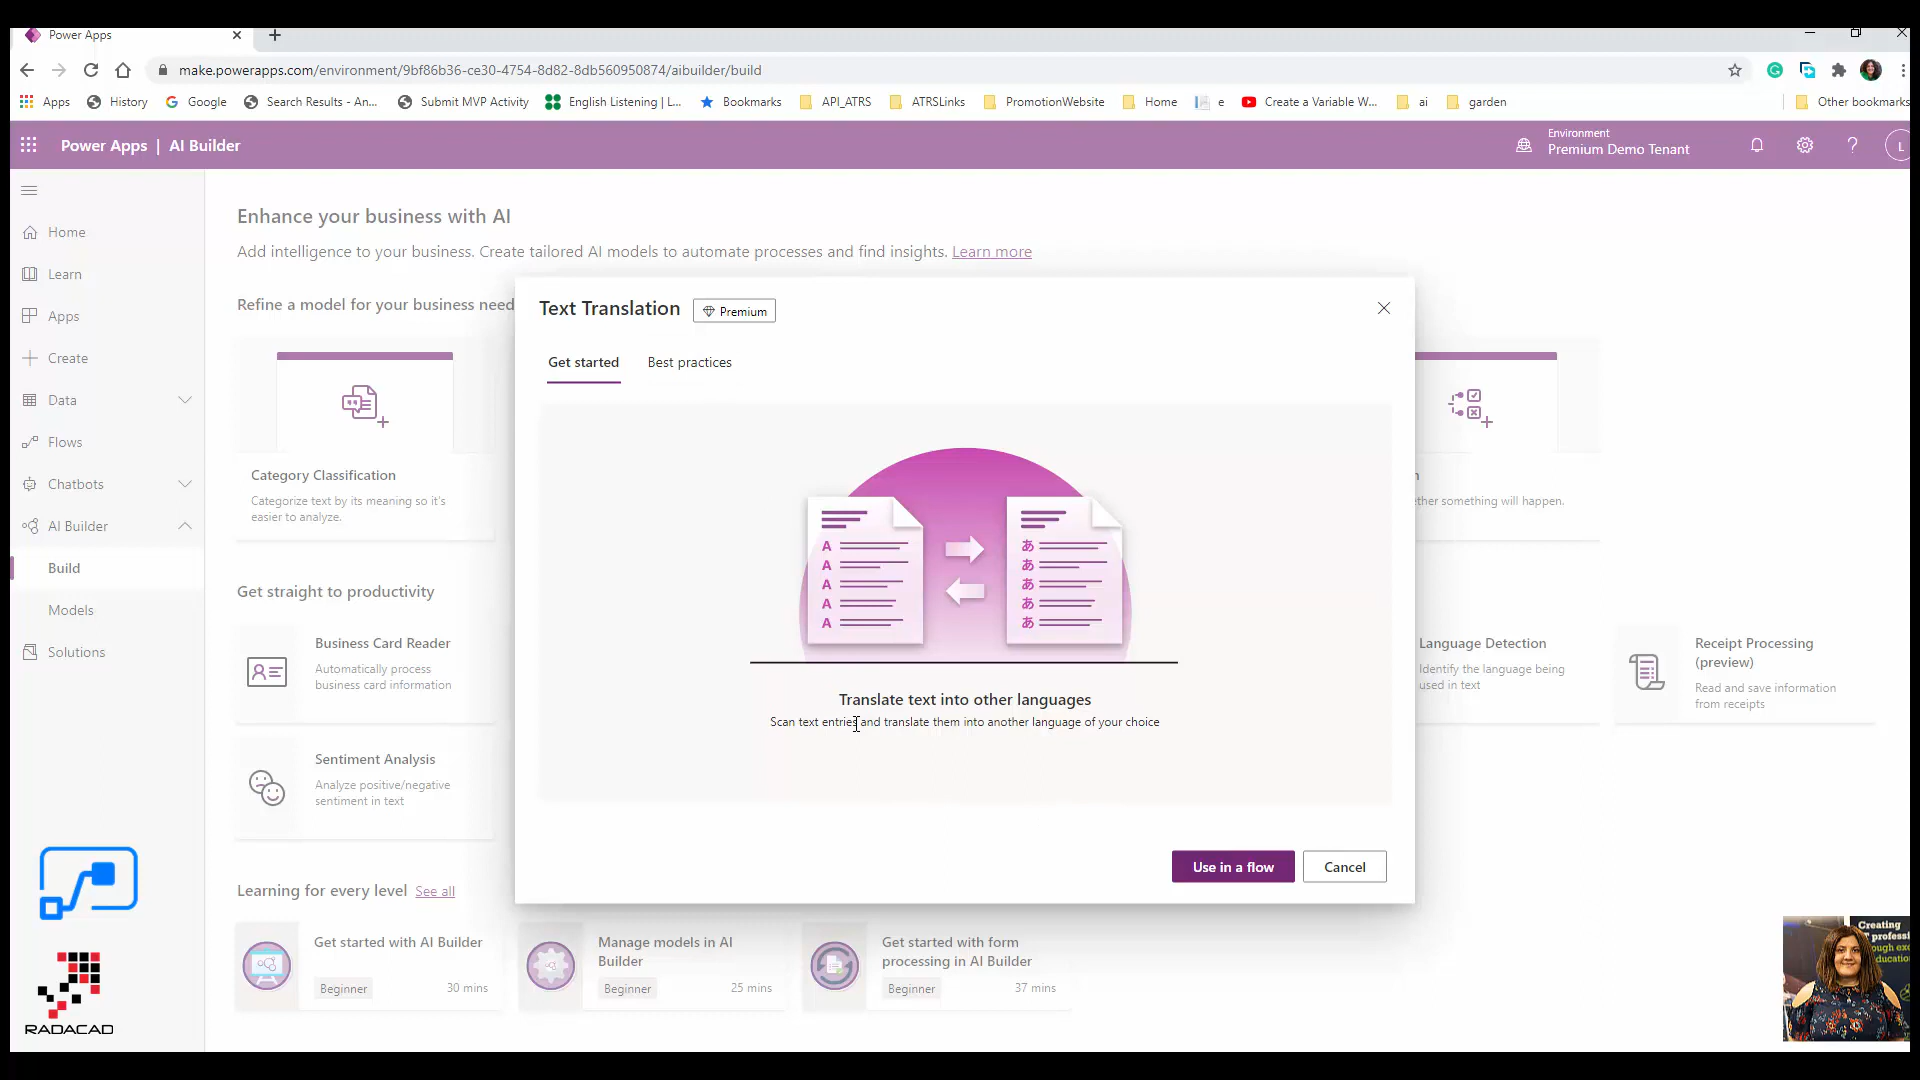 Power Apps
make.powerapps.com/environment/9bf86b36-ce30-4754-8d82-8db560950874/aibuilder/build
Apps History Google Search Results - An... Submit MVP Activity English Listening | L... Bookmarks API_ATRS ATRSLinks PromotionWebsite Home e Create a Variable W... ai garden Other bookmarks
Power Apps | AI Builder
Environment
Premium Demo Tenant
L
Home
Learn
Apps
Create
Data
Flows
Chatbots
AI Builder
Build
Models
Solutions
Enhance your business with AI
Add intelligence to your business. Create tailored AI models to automate processes and find insights. Learn more
Refine a model for your business need
Category Classification
Categorize text by its meaning so it's
easier to analyze.
ether something will happen.
Get straight to productivity
Business Card Reader
Automatically process
business card information
Sentiment Analysis
Analyze positive/negative
sentiment in text
Language Detection
Identify the language being
used in text
Receipt Processing
(preview)
Read and save information
from receipts
Text Translation
Premium
Get started Best practices
A あ
A あ
A あ
A あ
A あ
Translate text into other languages
Scan text entries and translate them into another language of your choice
Use in a flow Cancel
Learning for every level See all
Get started with AI Builder
Beginner 30 mins
Manage models in AI
Builder
Beginner 25 mins
Get started with form
processing in AI Builder
Beginner 37 mins
RADACAD
Creating